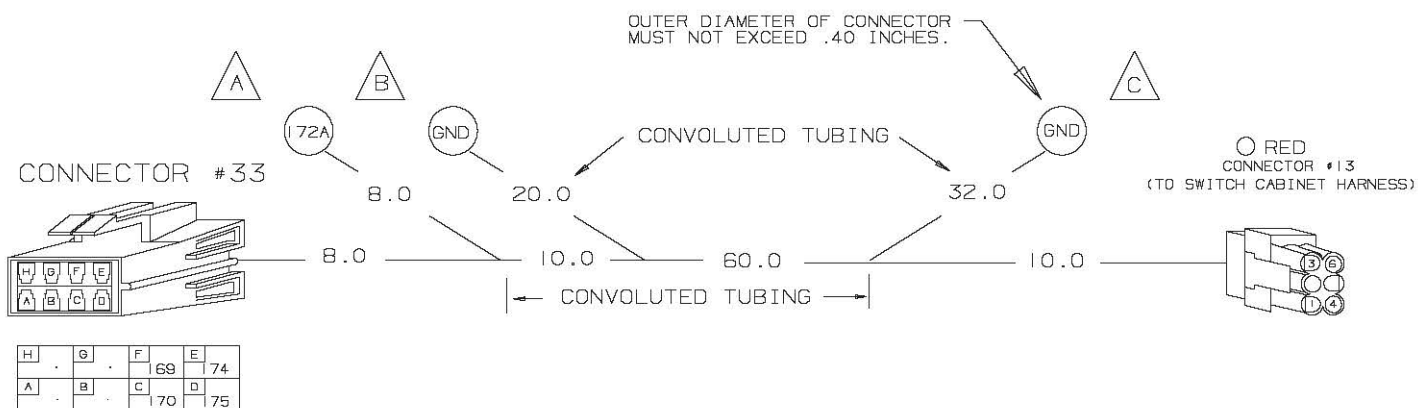 OUTER DIAMETER OF CONNECTOR
MUST NOT EXCEED .40 INCHES.
A
B
C
172A
GND
CONVOLUTED TUBING
GND
RED
CONNECTOR #13
(TO SWITCH CABINET HARNESS)
CONNECTOR #33
8.0
20.0
32.0
8.0
10.0
60.0
10.0
CONVOLUTED TUBING
H G F E
A B C D
3 6
1 4
H . G . F 169 E 174
A . B . C 170 D 175